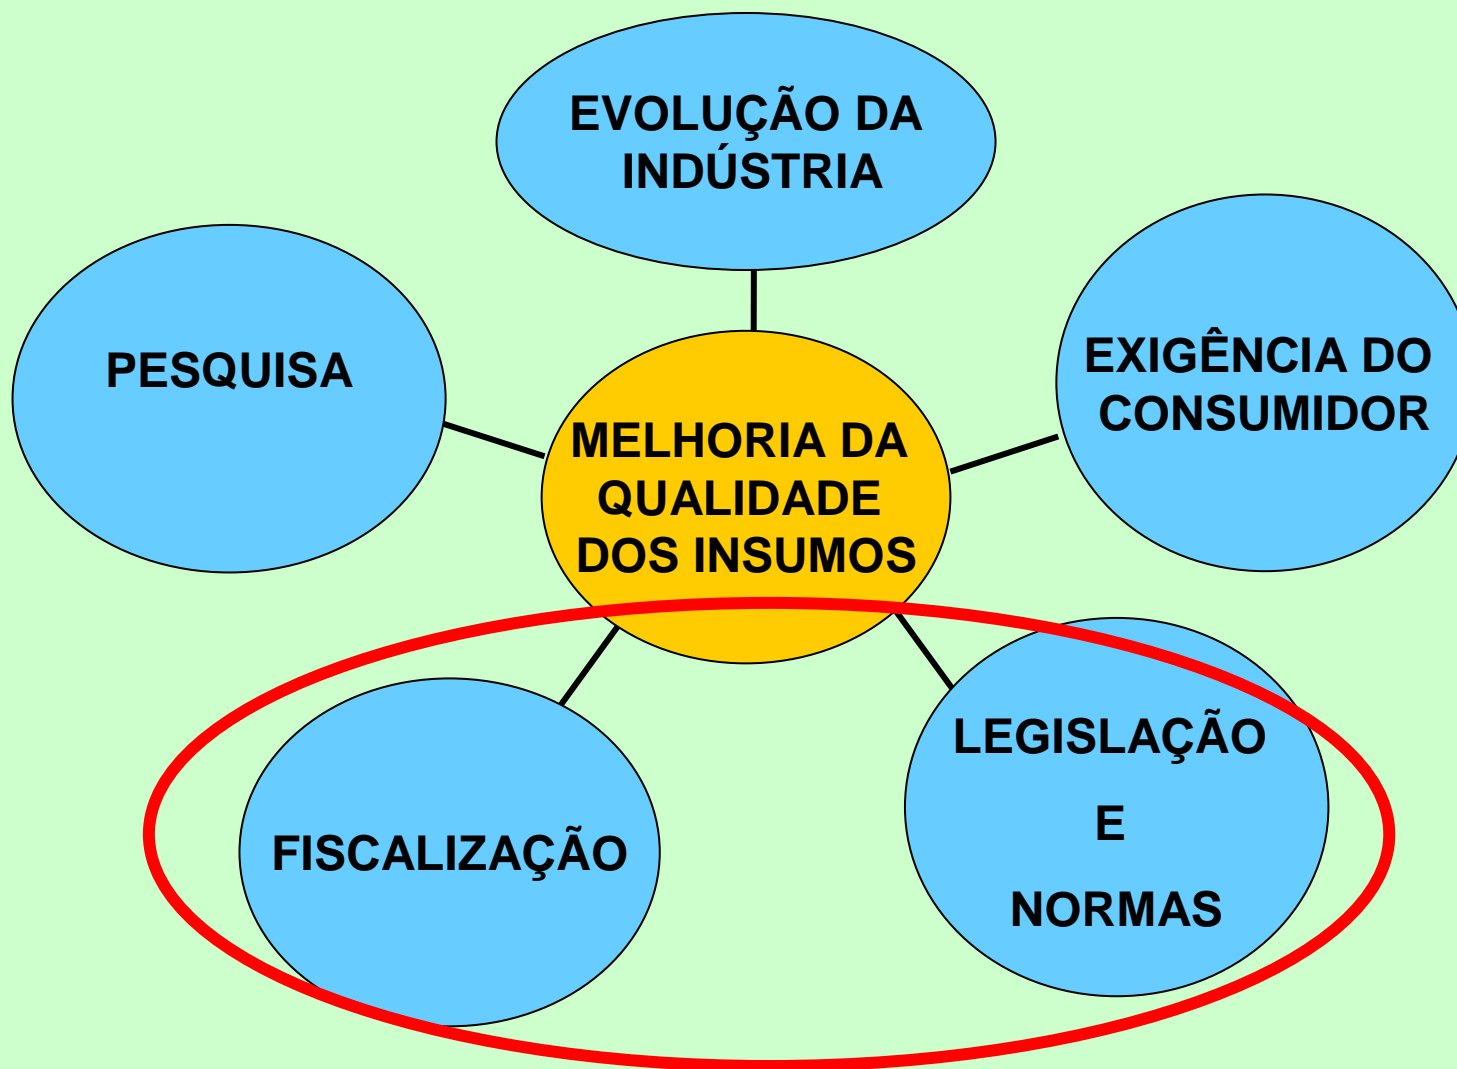 EVOLUÇÃO DA
INDÚSTRIA
PESQUISA
EXIGÊNCIA DO
CONSUMIDOR
MELHORIA DA
QUALIDADE
DOS INSUMOS
FISCALIZAÇÃO
LEGISLAÇÃO
E
NORMAS